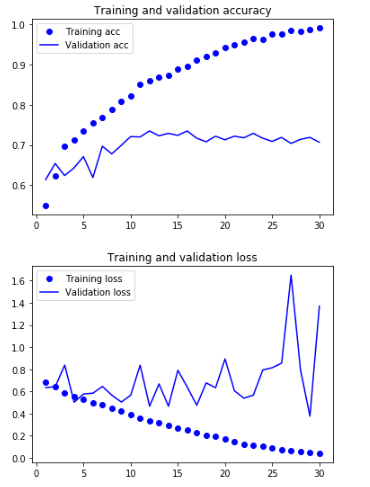 Training and validation accuracy
1.0
Training acc
Validation acc
0.9
0.8
0.7
0.6
0 5 10 15 20 25 30
Training and validation loss
1.6
Training loss
Validation loss
1.4
1.2
1.0
0.8
0.6
0.4
0.2
0.0
0 5 10 15 20 25 30